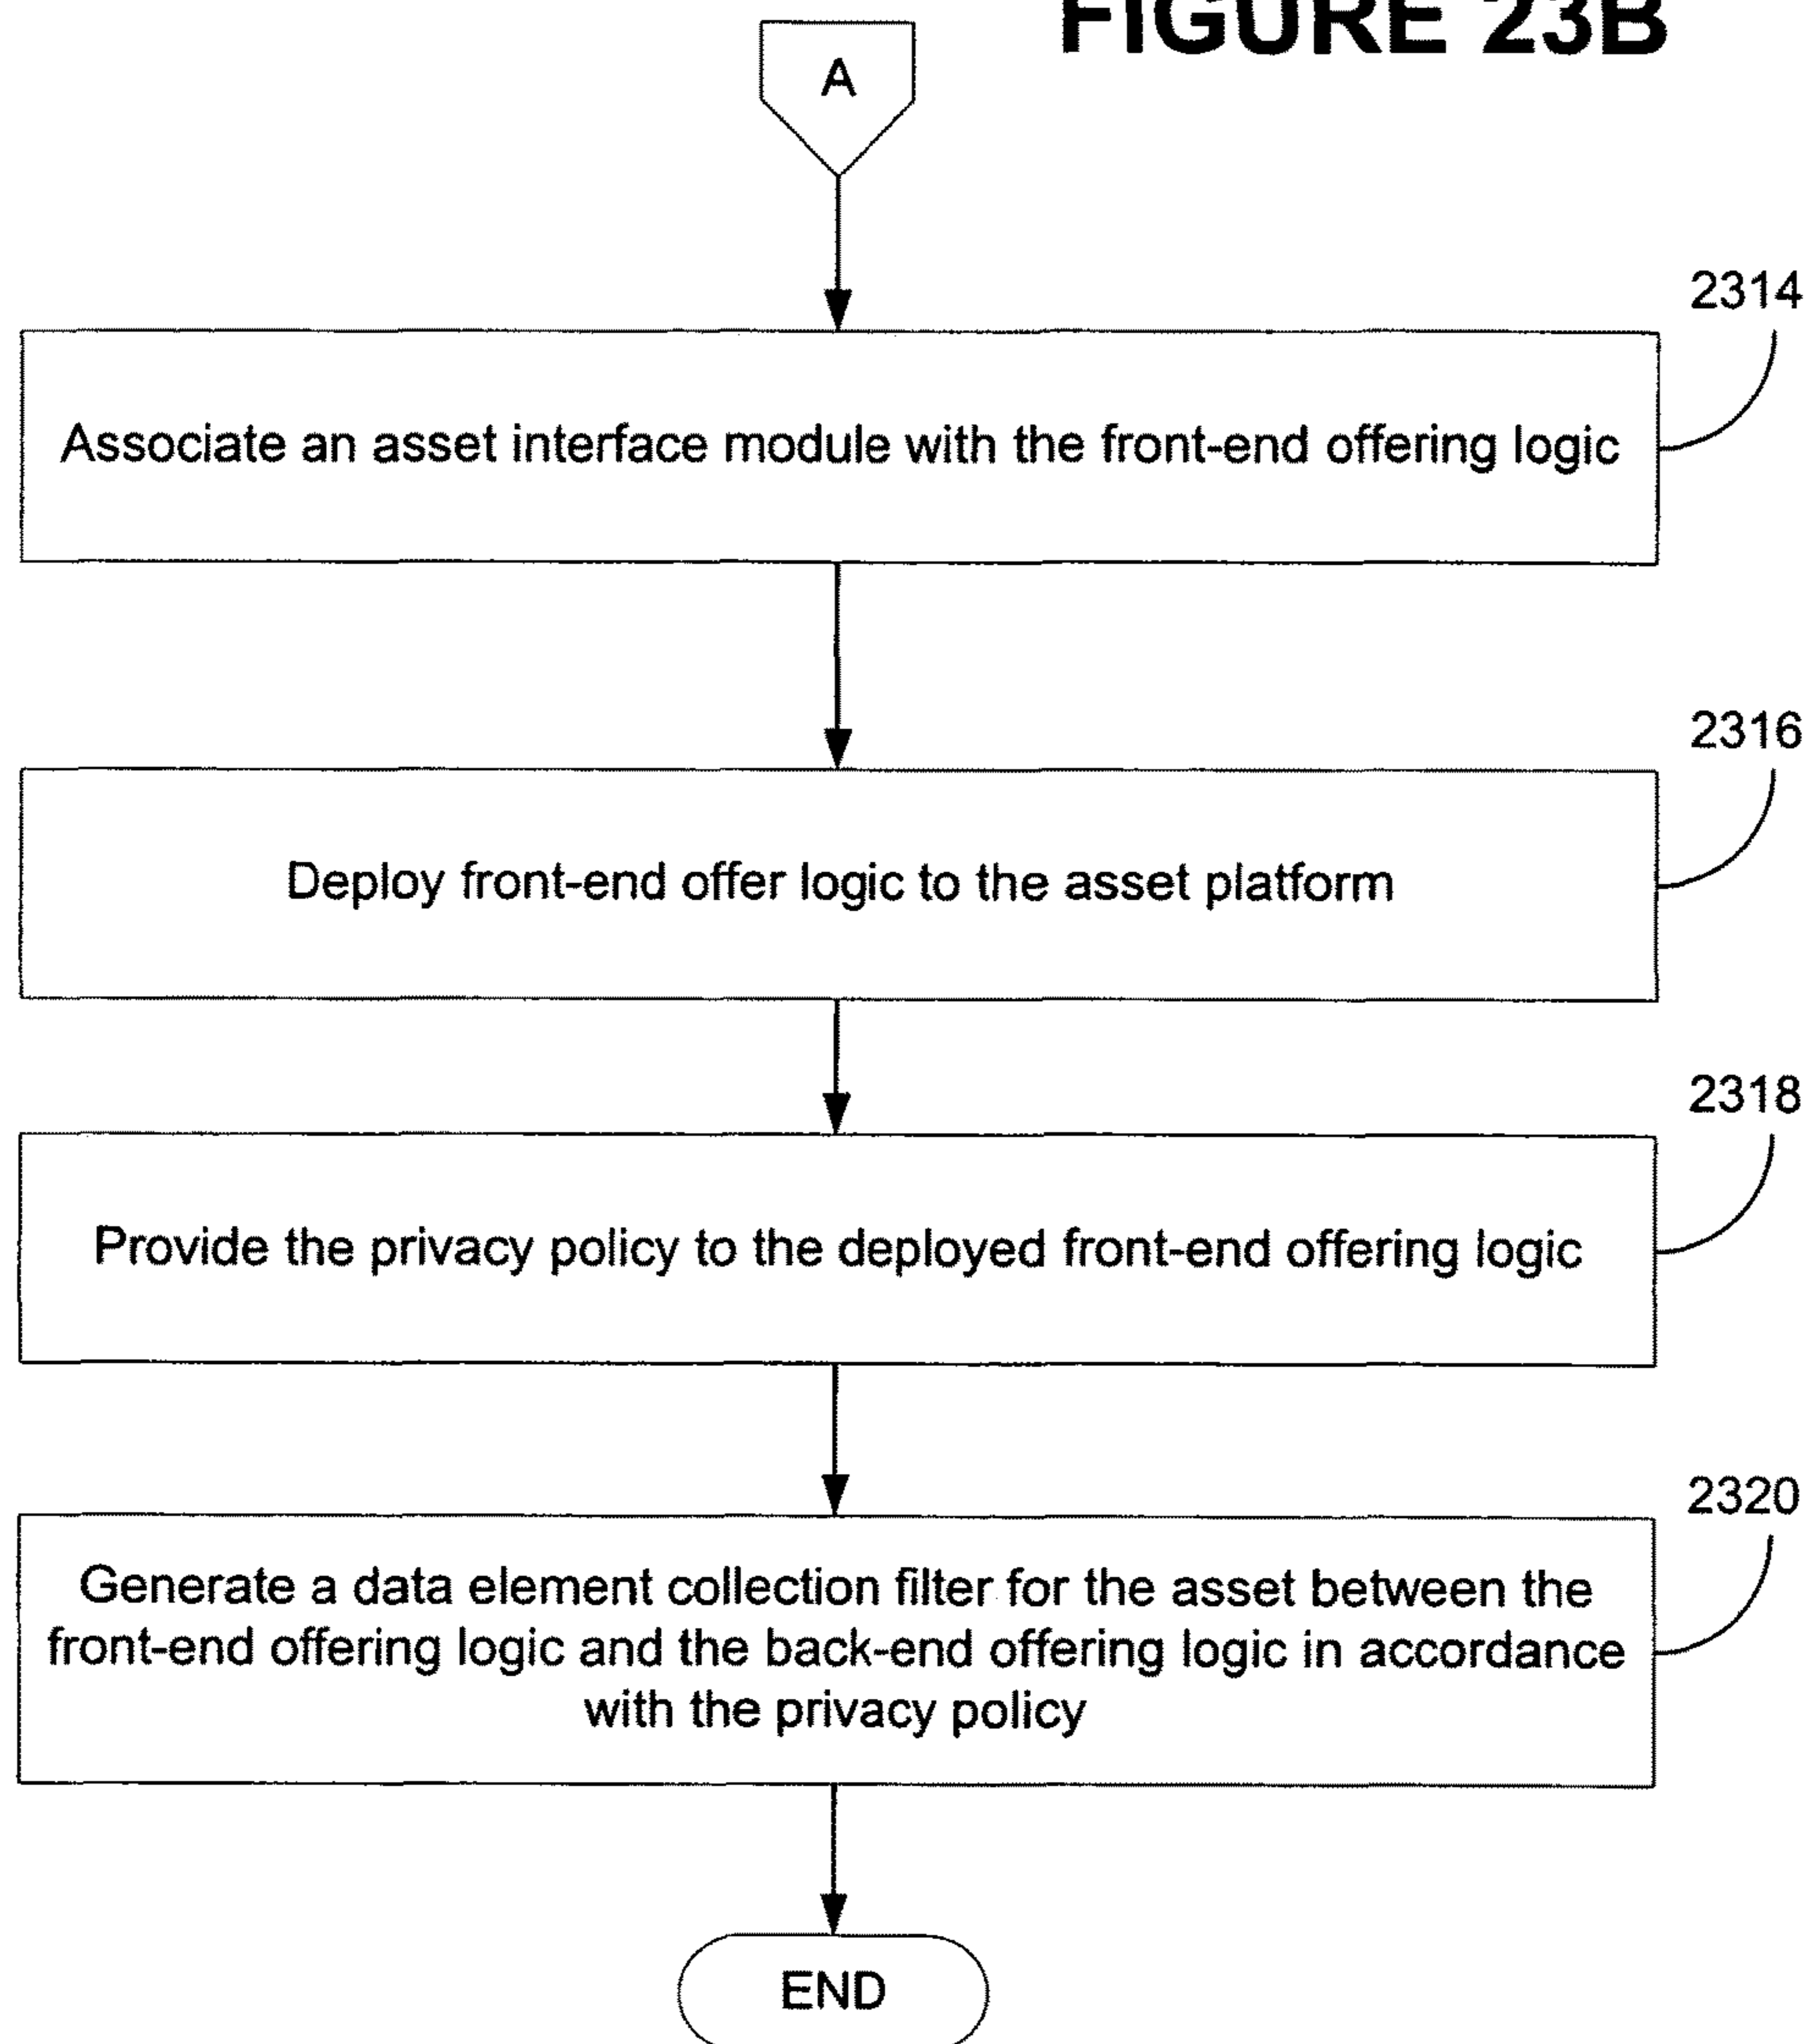 FIGURE 23B
A
2314
Associate an asset interface module with the front-end offering logic
2316
Deploy front-end offer logic to the asset platform
2318
Provide the privacy policy to the deployed front-end offering logic
2320
Generate a data element collection filter for the asset between the
front-end offering logic and the back-end offering logic in accordance
with the privacy policy
END